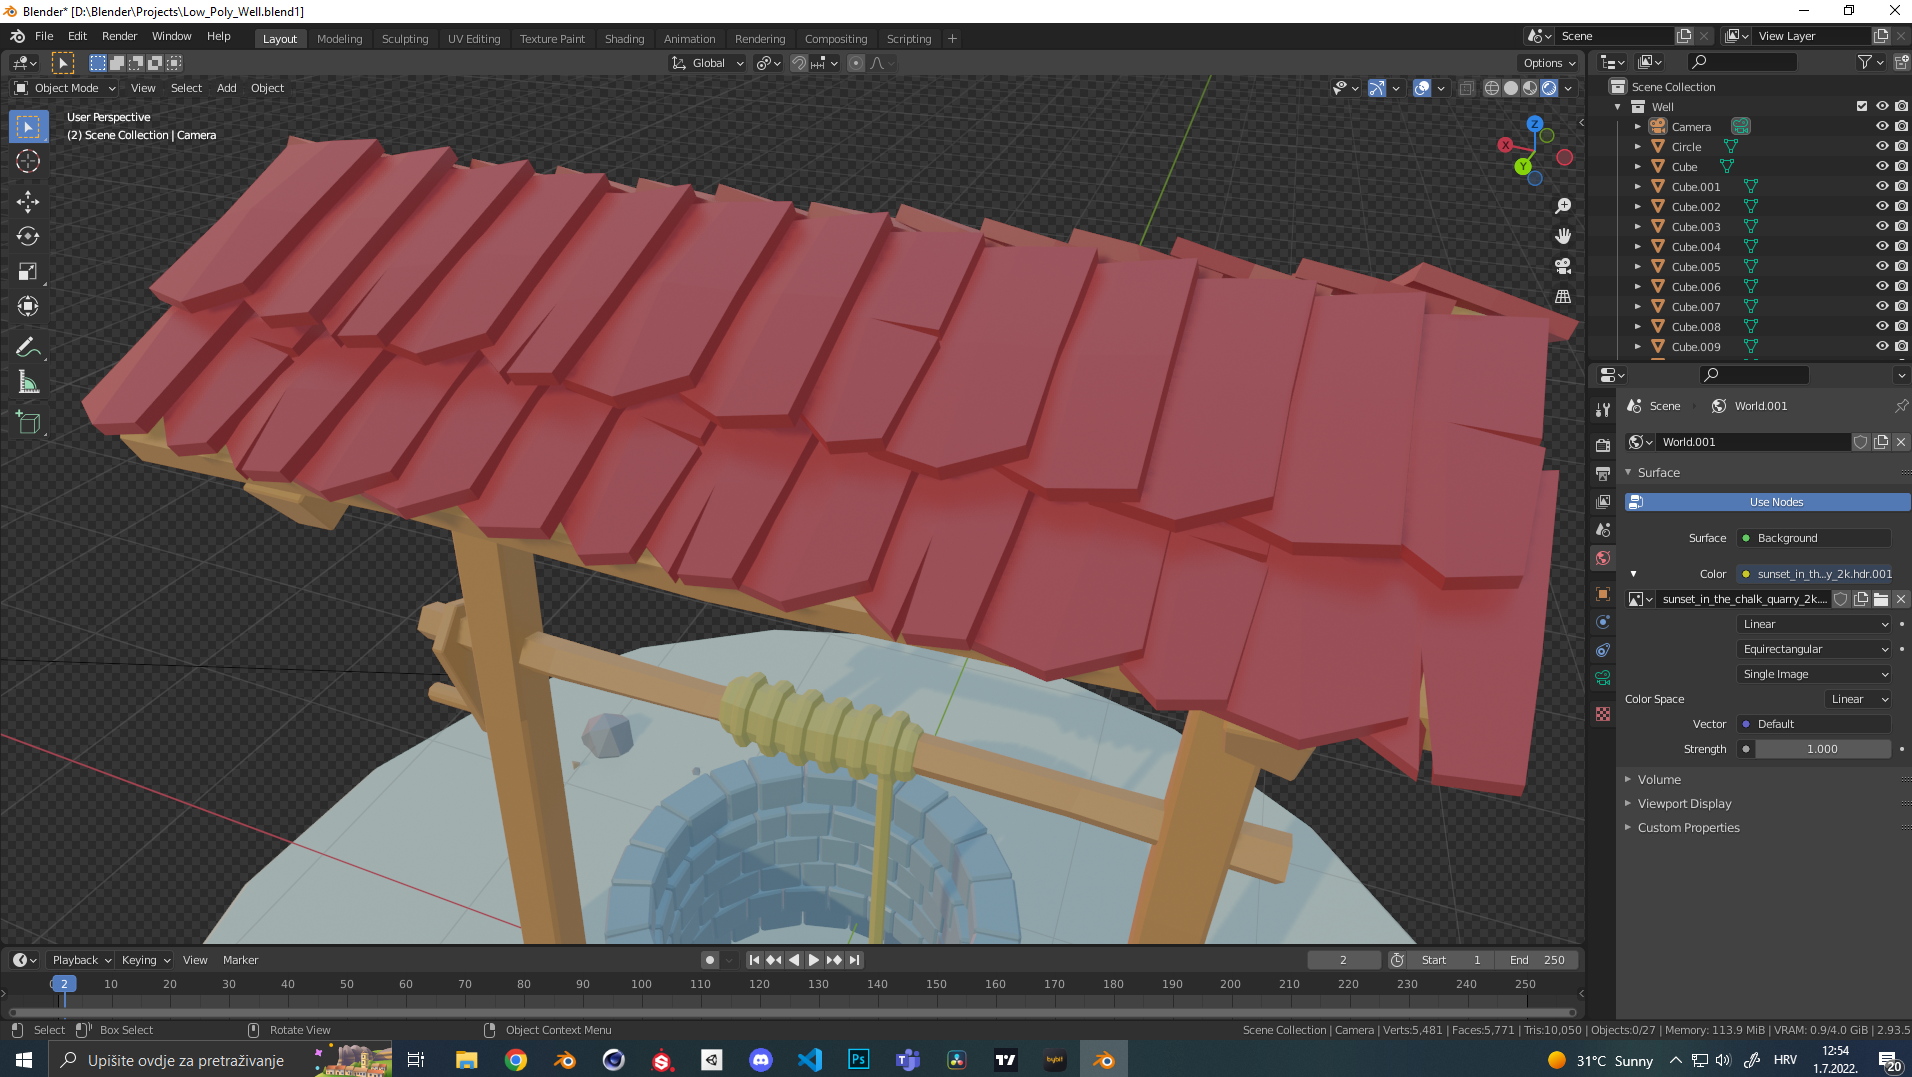 Blender* [D:\Blender\Projects\Low_Poly_Well.blend1]
File Edit Render Window Help Layout Modeling Sculpting UV Editing Texture Paint Shading Animation Rendering Compositing Scripting + Scene View Layer
Global Options
Object Mode View Select Add Object
User Perspective
(2) Scene Collection | Camera
Z
X
Y
Scene Collection
Well
Camera
Circle
Cube
Cube.001
Cube.002
Cube.003
Cube.004
Cube.005
Cube.006
Cube.007
Cube.008
Cube.009
Scene World.001
World.001
Surface
Use Nodes
Surface Background
Color sunset_in_th...y_2k.hdr.001
sunset_in_the_chalk_quarry_2k....
Linear
Equirectangular
Single Image
Color Space Linear
Vector Default
Strength 1.000
Volume
Viewport Display
Custom Properties
Playback Keying View Marker 2 Start 1 End 250
0 2 10 20 30 40 50 60 70 80 90 100 110 120 130 140 150 160 170 180 190 200 210 220 230 240 250
Select Box Select Rotate View Object Context Menu Scene Collection | Camera | Verts:5,481 | Faces:5,771 | Tris:10,050 | Objects:0/27 | Memory: 113.9 MiB | VRAM: 0.9/4.0 GiB | 2.93.5
Upišite ovdje za pretraživanje Ps bybit 31°C Sunny HRV 12:54
1.7.2022. 20